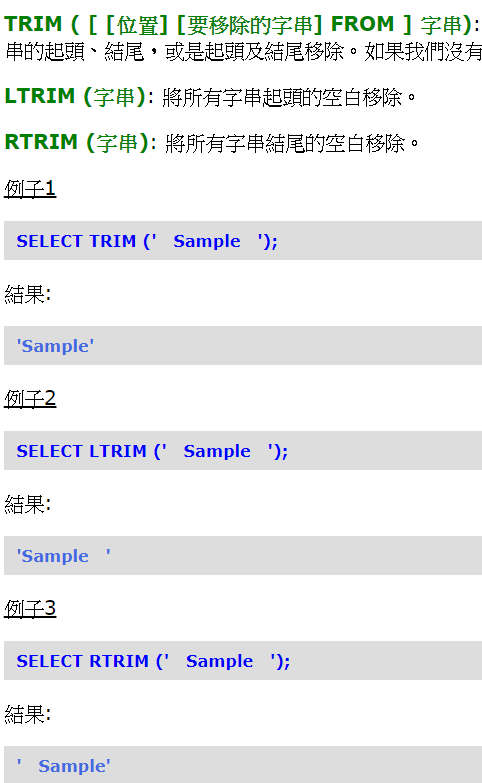 TRIM ( [ [位置] [要移除的字串] FROM ] 字串):
串的起頭、結尾，或是起頭及結尾移除。如果我們沒有
LTRIM (字串): 將所有字串起頭的空白移除。
RTRIM (字串): 將所有字串結尾的空白移除。
例子1
SELECT TRIM ('   Sample   ');
結果:
'Sample'
例子2
SELECT LTRIM ('   Sample   ');
結果:
'Sample   '
例子3
SELECT RTRIM ('   Sample   ');
結果:
'   Sample'